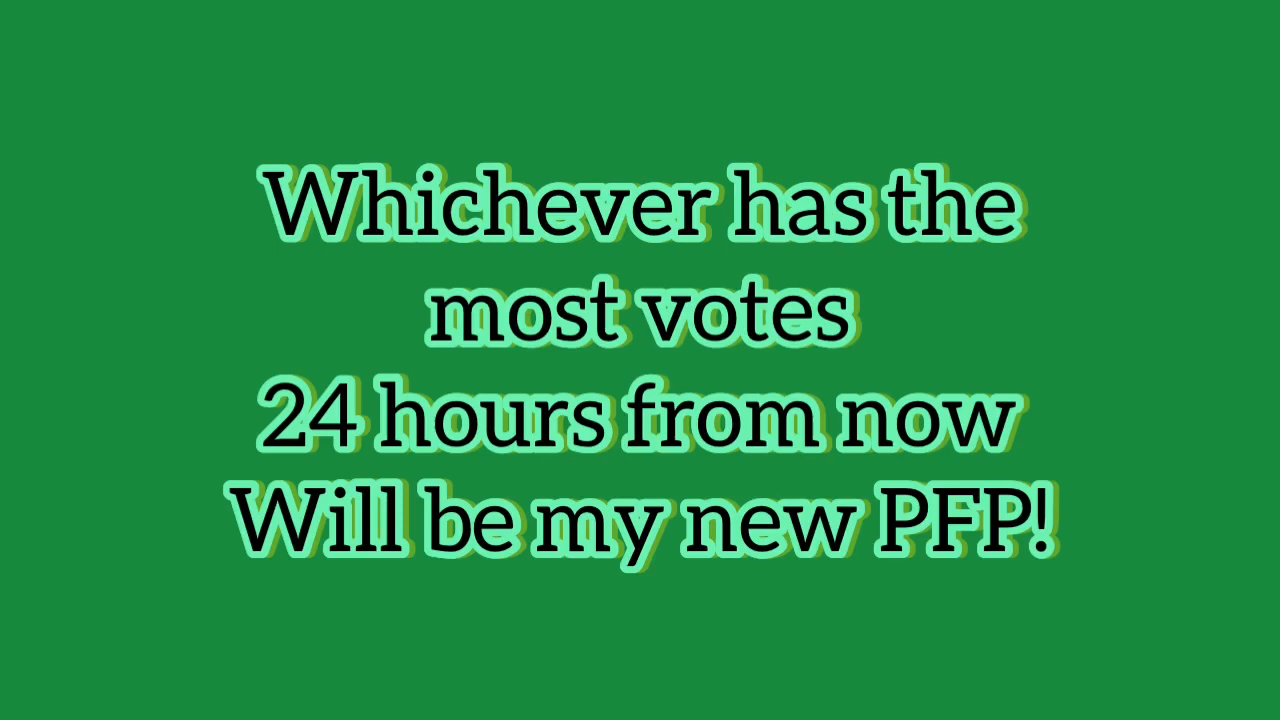 Whichever has the
most votes
24 hours from now
Will be my new PFP!